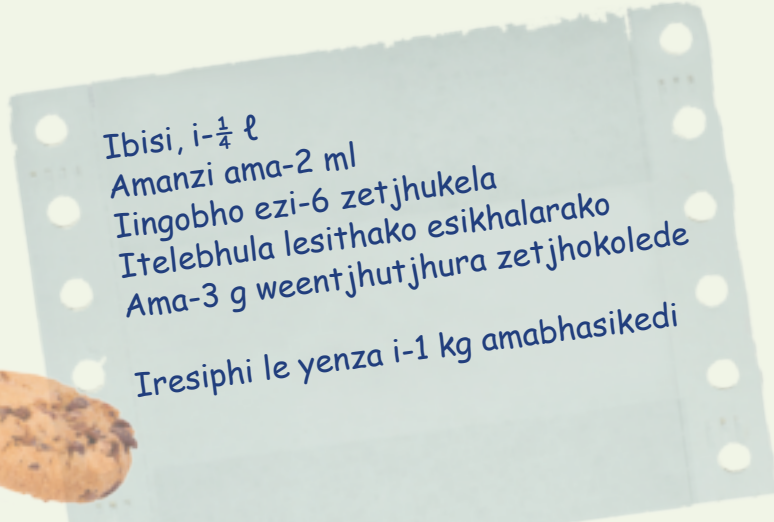 Ibisi, i-¼ ℓ
Amanzi ama-2 ml
Iingobho ezi-6 zetjhukela
Itelebhula lesithako esikhalarako
Ama-3 g weentjhutjhura zetjhokolede
Iresiphi le yenza i-1 kg amabhasikedi